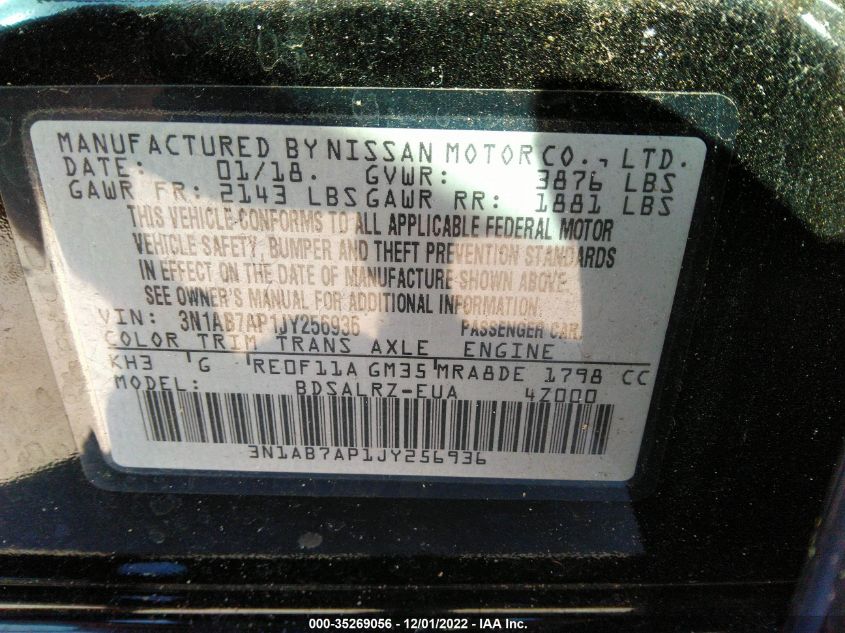 MANUFACTURED BY NISSAN MOTOR CO., LTD.
DATE: 01/18. GVWR: 3876 LBS
GAWR FR: 2143 LBS GAWR RR: 1881 LBS
THIS VEHICLE CONFORMS TO ALL APPLICABLE FEDERAL MOTOR
VEHICLE SAFETY, BUMPER AND THEFT PREVENTION STANDARDS
IN EFFECT ON THE DATE OF MANUFACTURE SHOWN ABOVE.
SEE OWNER'S MANUAL FOR ADDITIONAL INFORMATION.
VIN: 3N1AB7AP1JY256936 PASSENGER CAR.
COLOR TRIM TRANS AXLE ENGINE
KH3 G RE0F11A GM35 MRA8DE 1798 CC
MODEL: BDSALRZ-EUA 4Z000
3N1AB7AP1JY256936
000-35269056 - 12/01/2022 - IAA Inc.